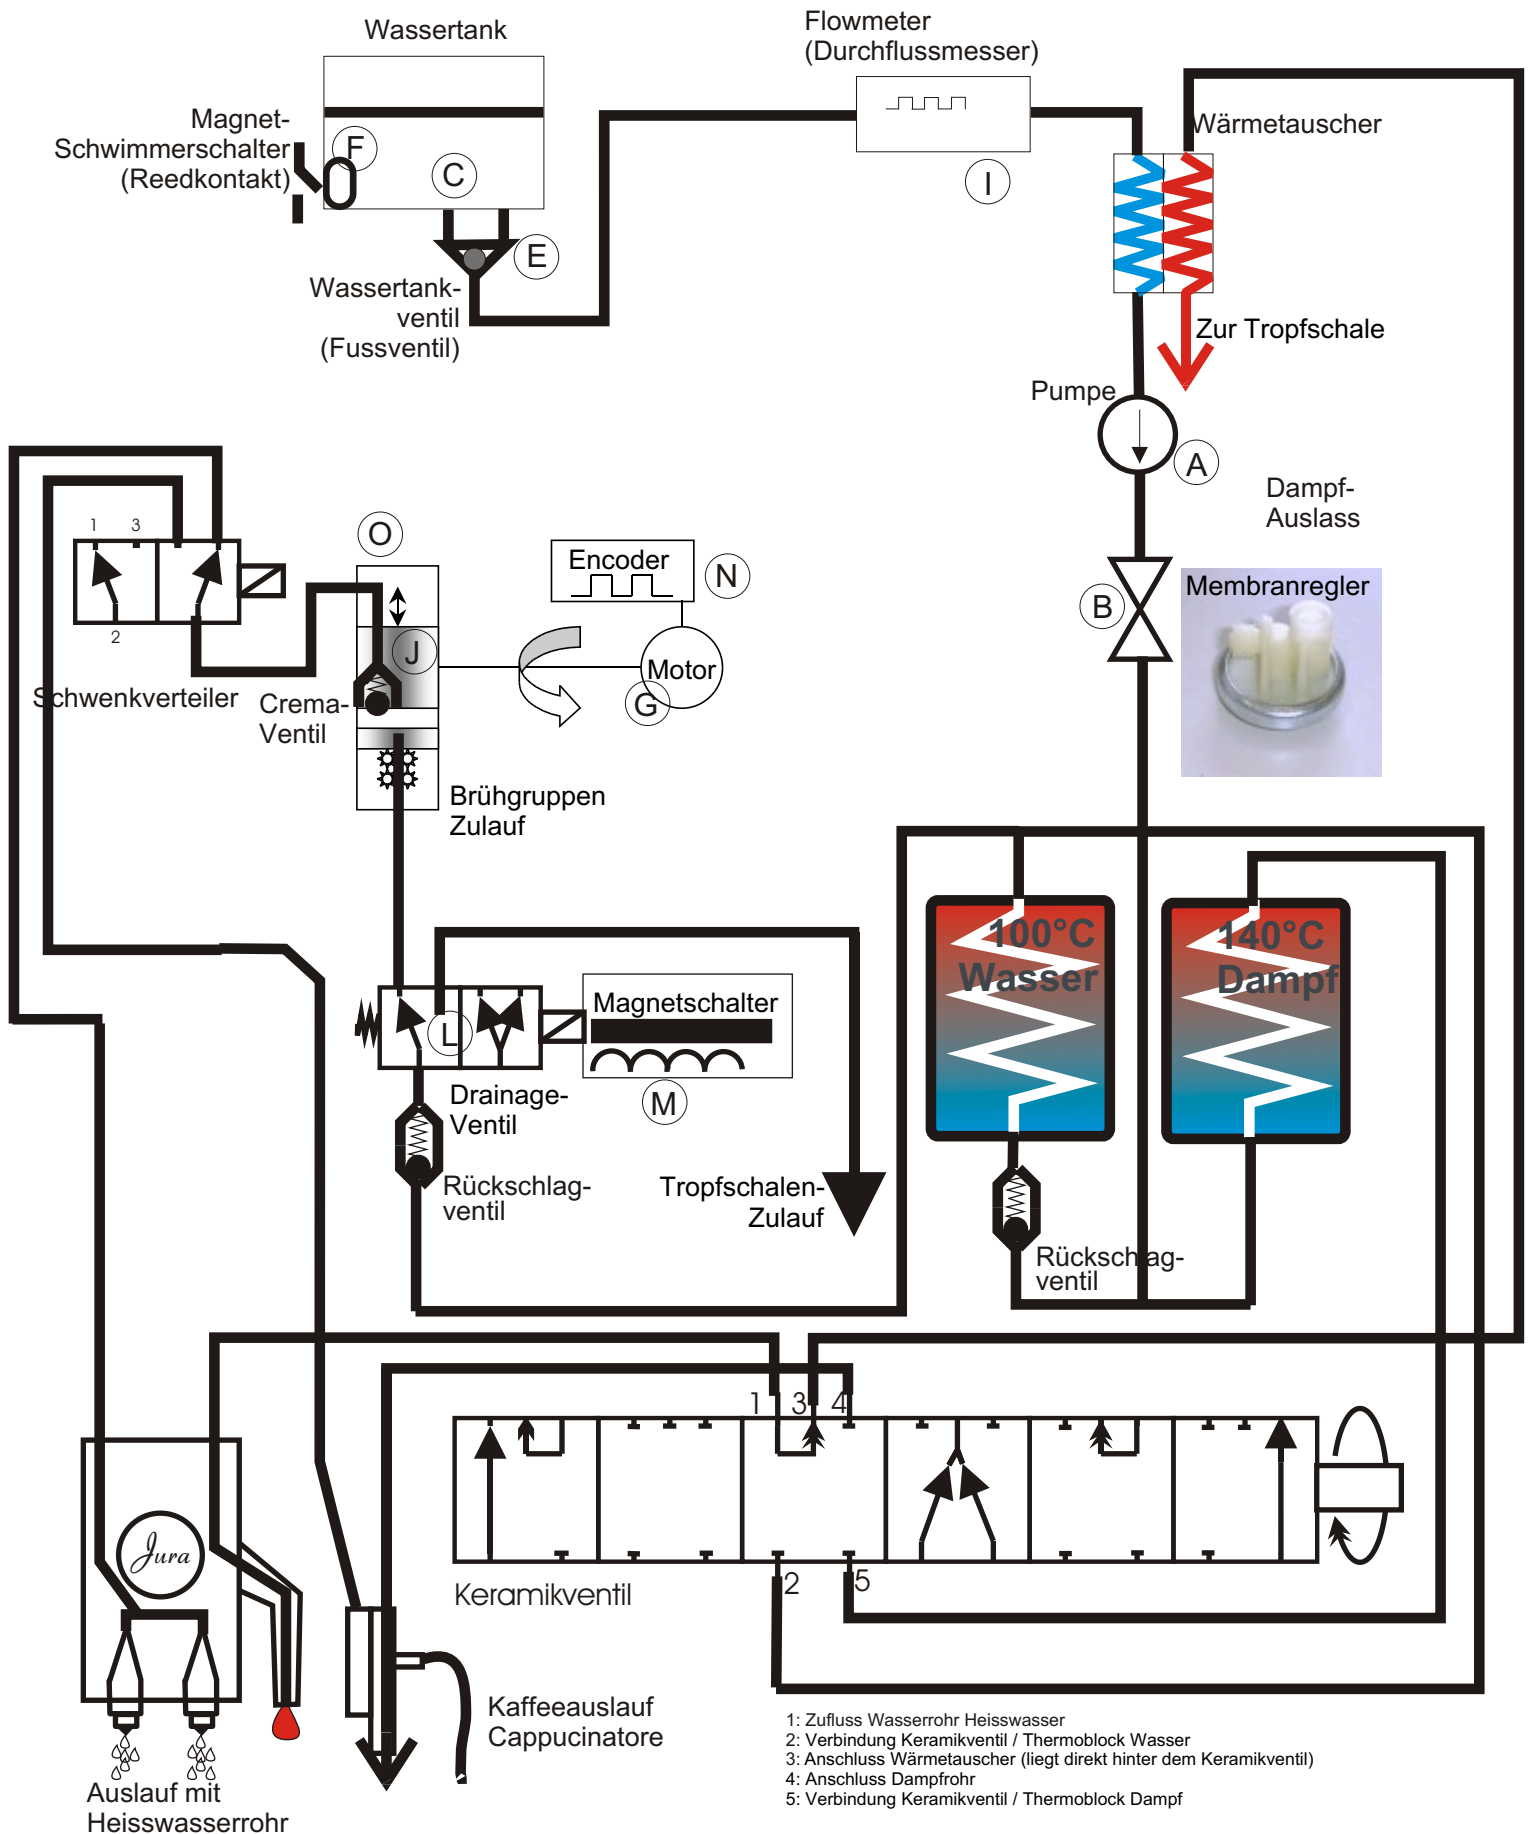 Wassertank
Flowmeter
(Durchflussmesser)
Magnet-
Schwimmerschalter
(Reedkontakt)
F
C
I
Wärmetauscher
E
Wassertank-
ventil
(Fussventil)
Zur Tropfschale
Pumpe
A
Dampf-
Auslass
1
3
2
O
Encoder
N
B
Membranregler
J
Motor
G
Schwenkverteiler
Crema-
Ventil
Brühgruppen
Zulauf
100°C
Wasser
140°C
Dampf
Magnetschalter
L
M
Drainage-
Ventil
Rückschlag-
ventil
Tropfschalen-
Zulauf
Rückschlag-
ventil
1
3
4
2
5
Jura
Keramikventil
Kaffeeauslauf
Cappucinatore
Auslauf mit
Heisswasserrohr
1: Zufluss Wasserrohr Heisswasser
2: Verbindung Keramikventil / Thermoblock Wasser
3: Anschluss Wärmetauscher (liegt direkt hinter dem Keramikventil)
4: Anschluss Dampfrohr
5: Verbindung Keramikventil / Thermoblock Dampf